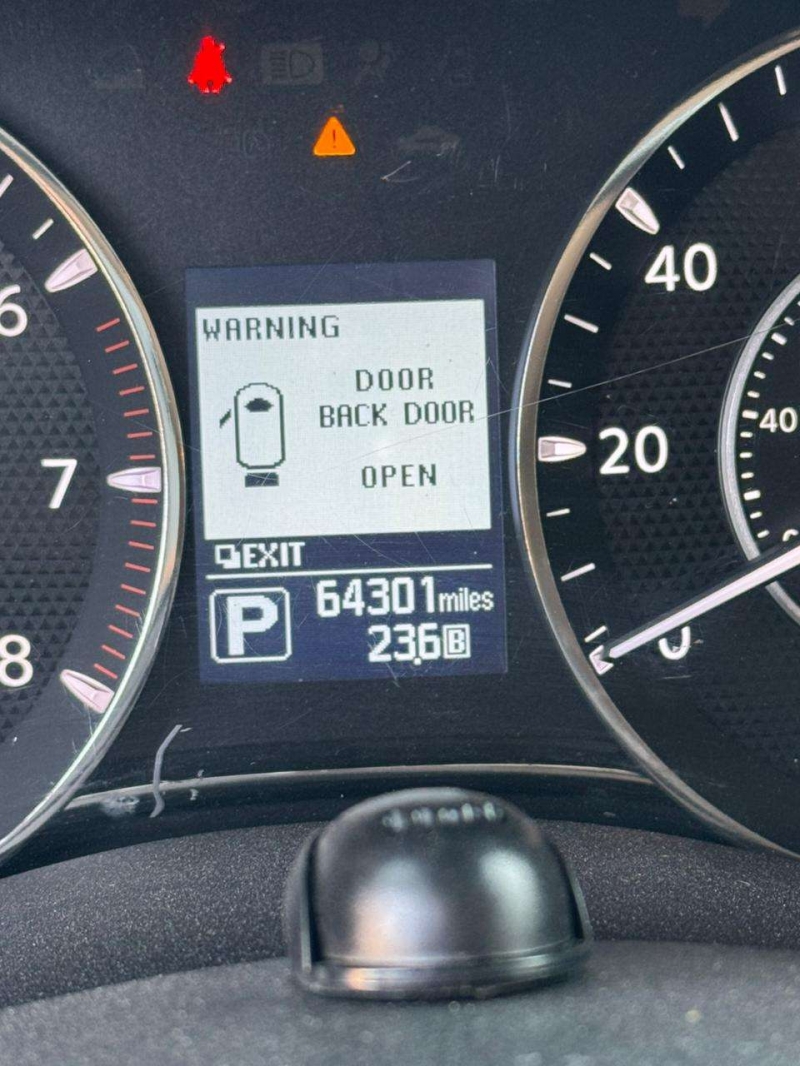 WARNING
DOOR
BACK DOOR
OPEN
EXIT
P
64301 miles
23.6 B
6
7
8
40
20
0
40